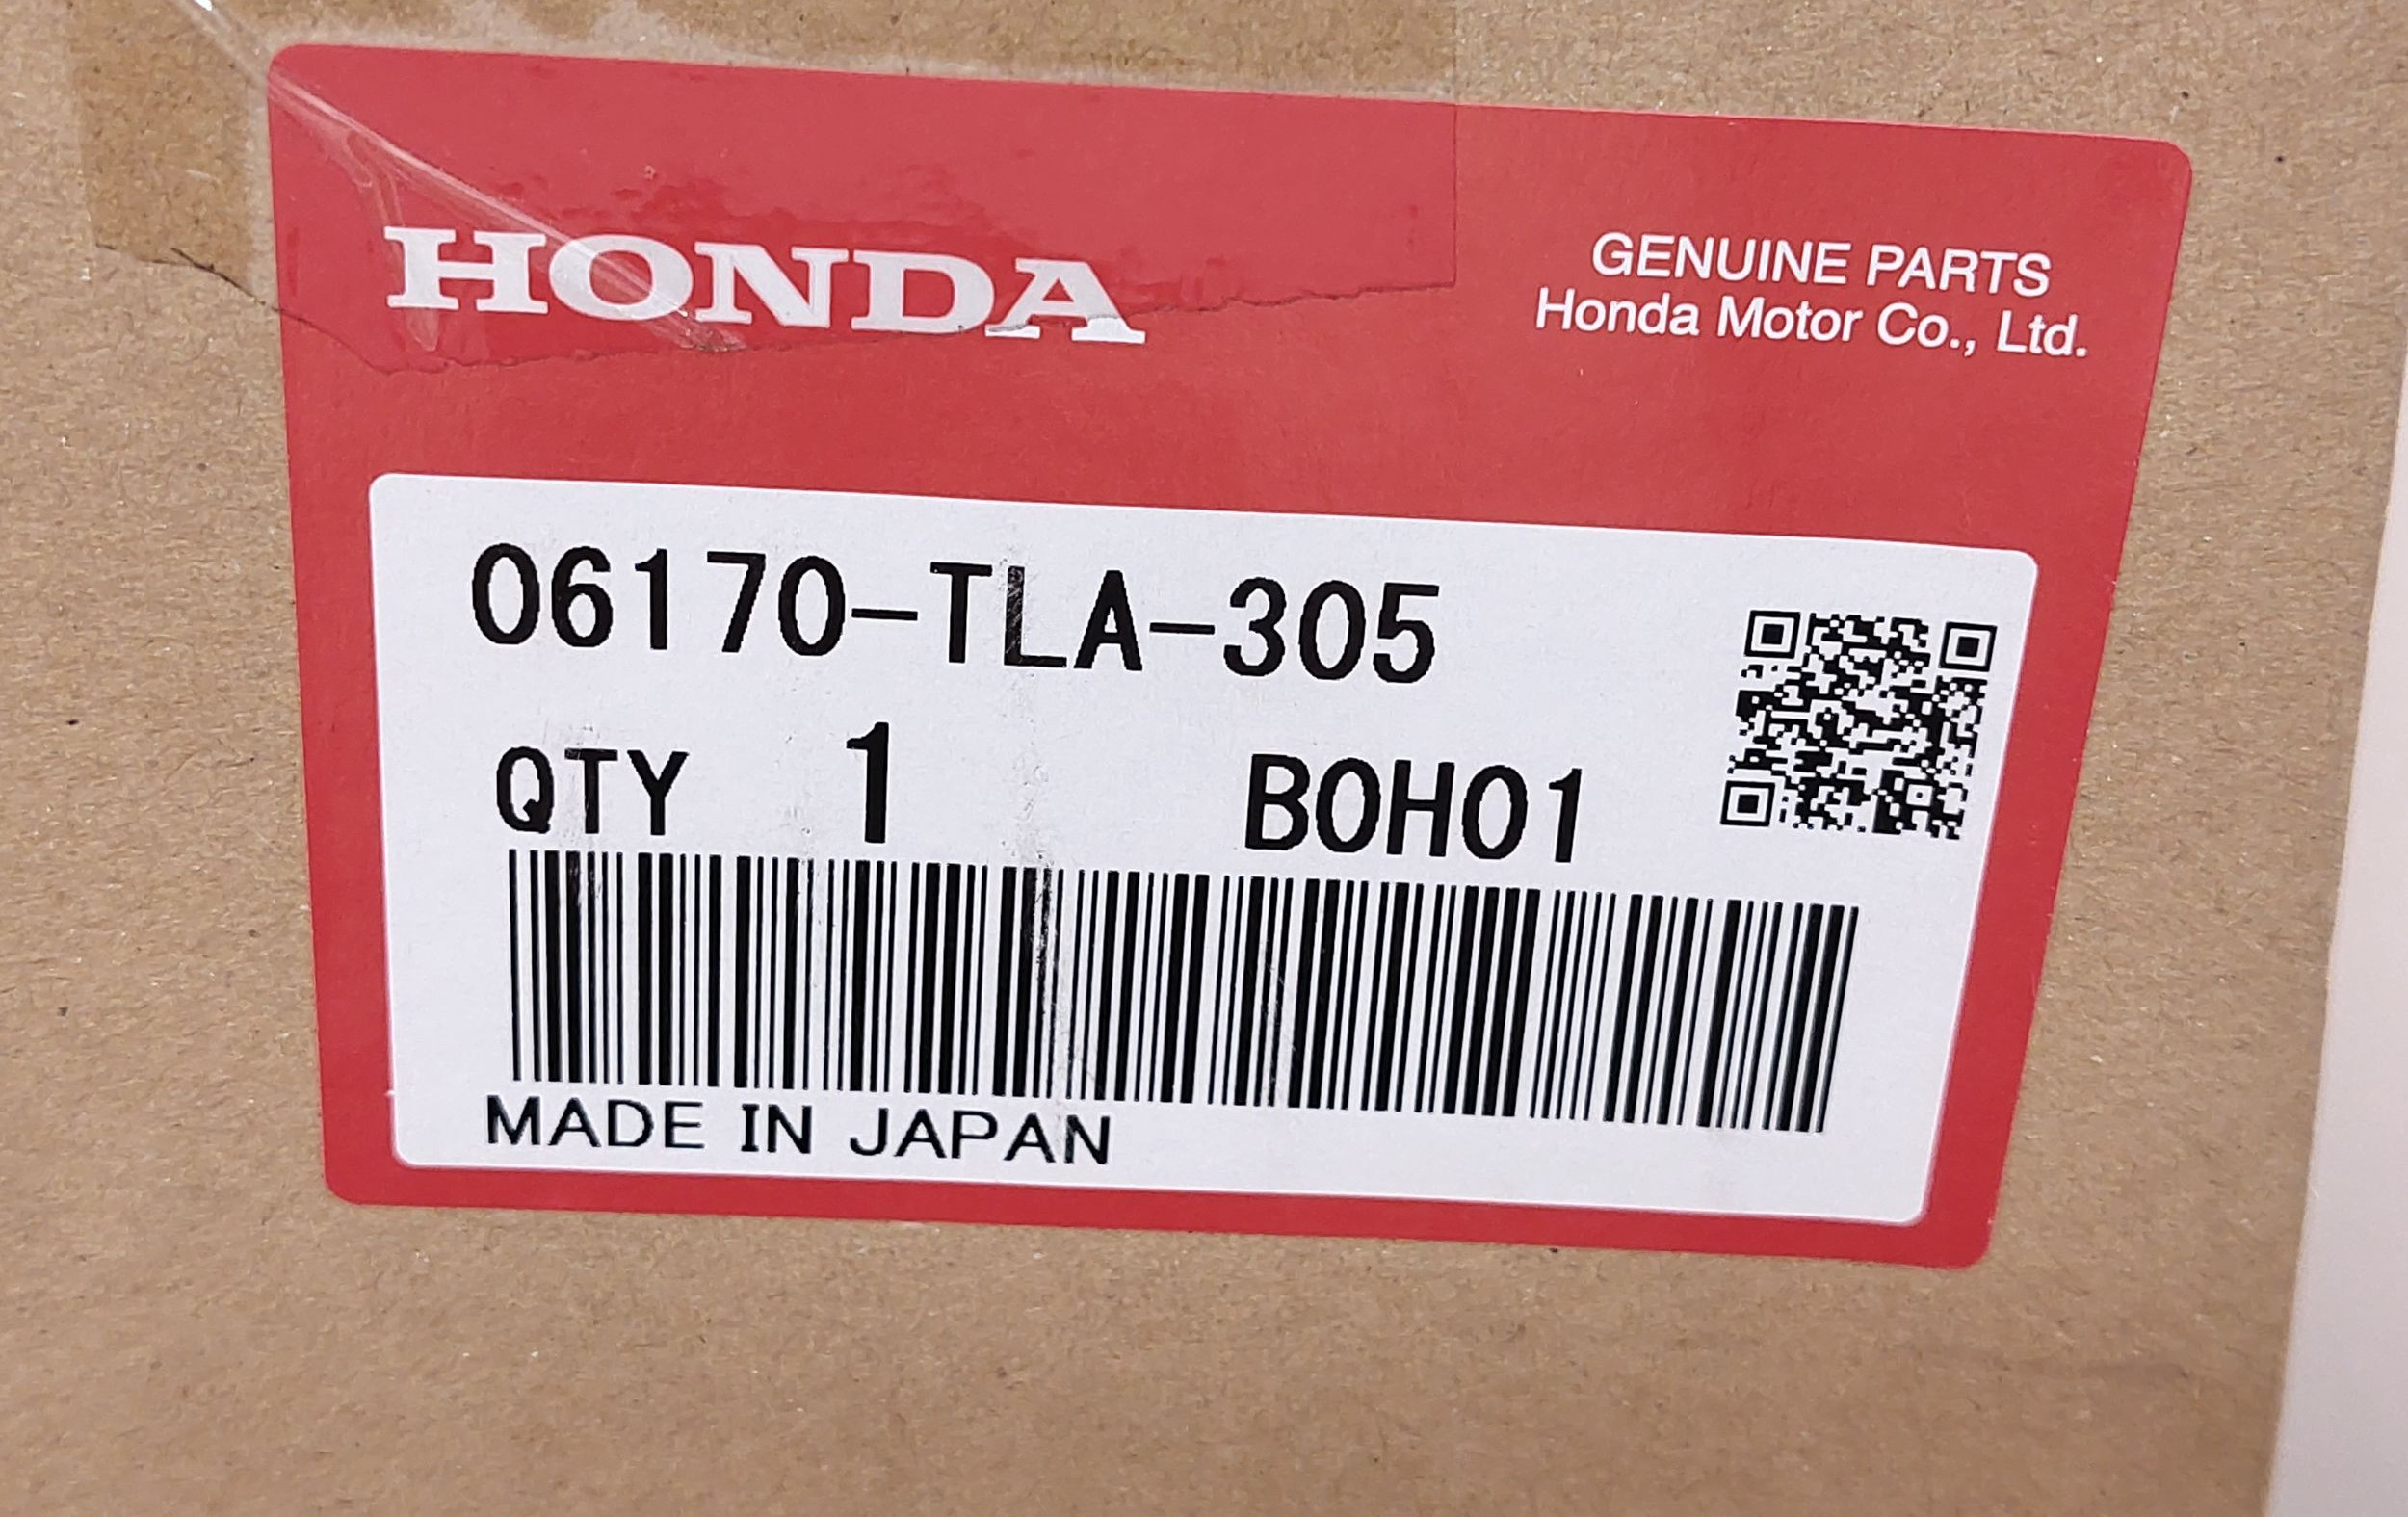 HONDA
GENUINE PARTS
Honda Motor Co., Ltd.
06170-TLA-305
QTY 1 B0H01
MADE IN JAPAN